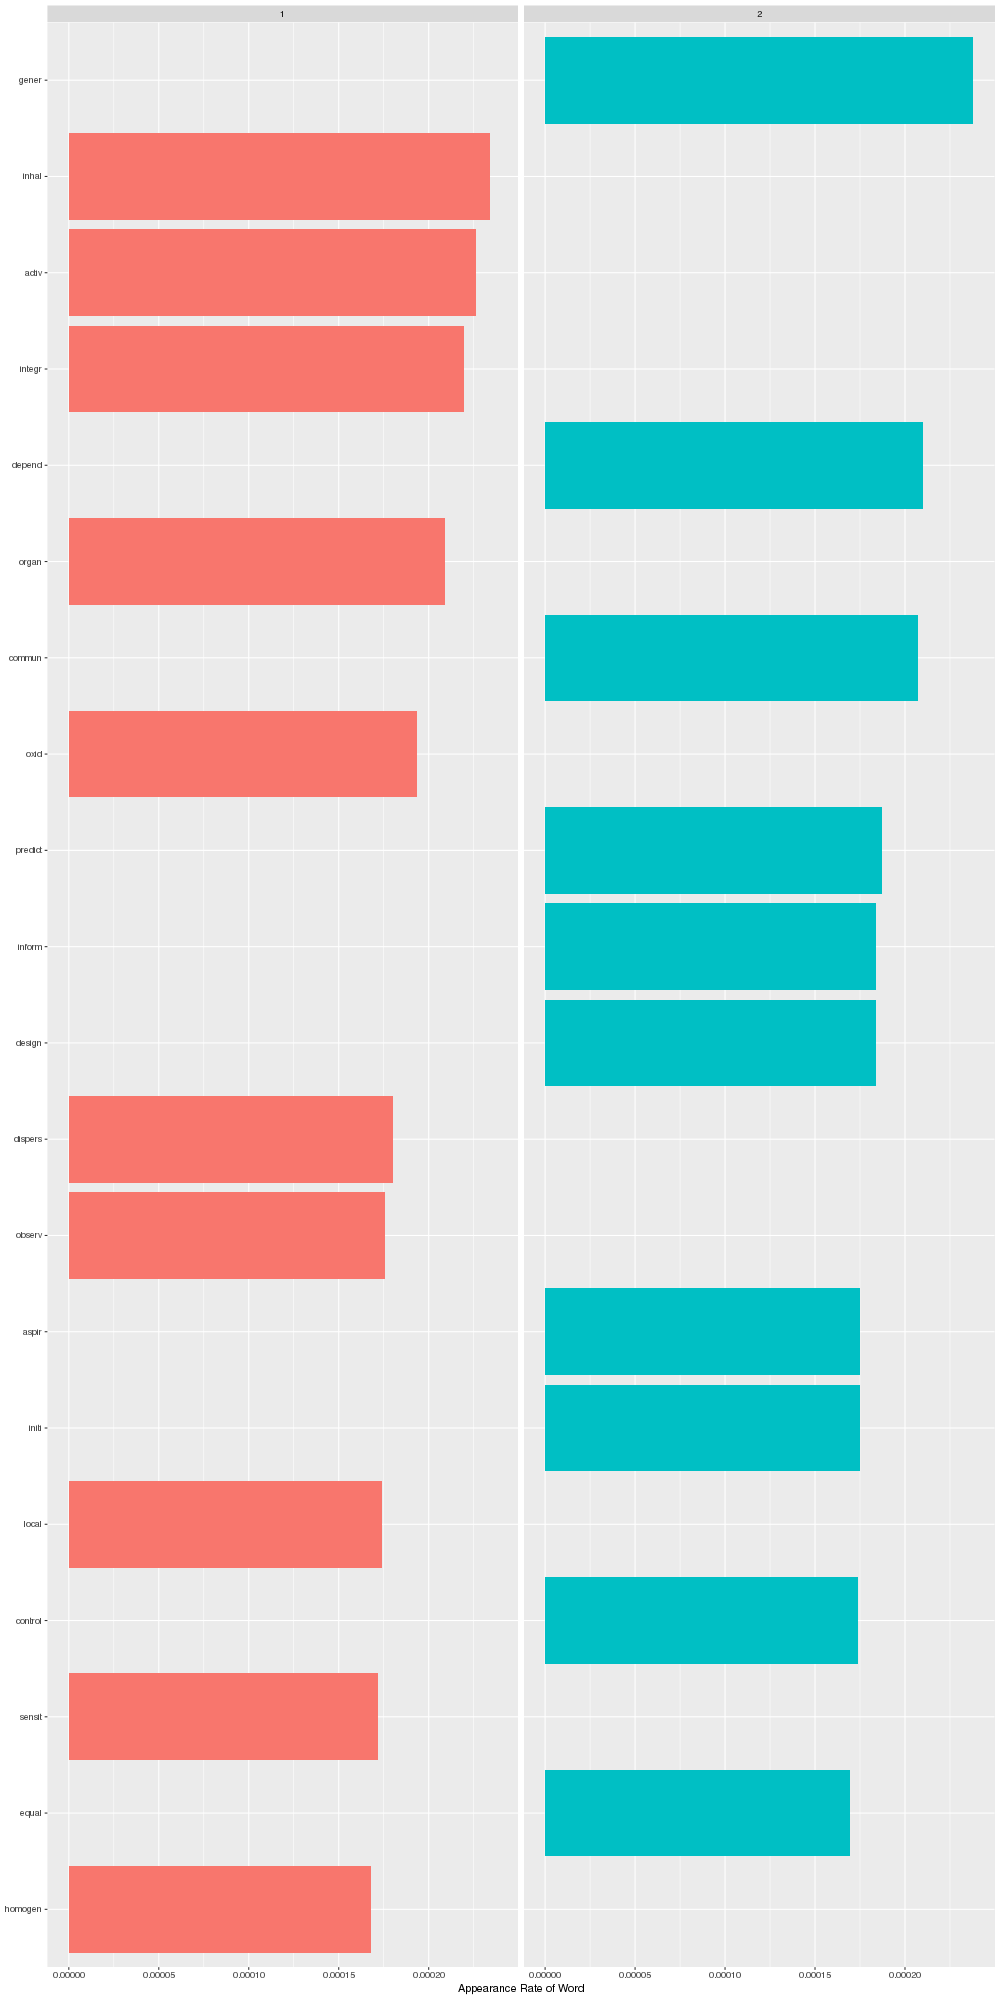 1 2
gener
inhal
activ
integr
depend
organ
commun
oxid
predict
inform
design
dispers
observ
aspir
initi
local
control
sensit
equal
homogen
0.00000 0.00005 0.00010 0.00015 0.00020 0.00000 0.00005 0.00010 0.00015 0.00020
Appearance Rate of Word